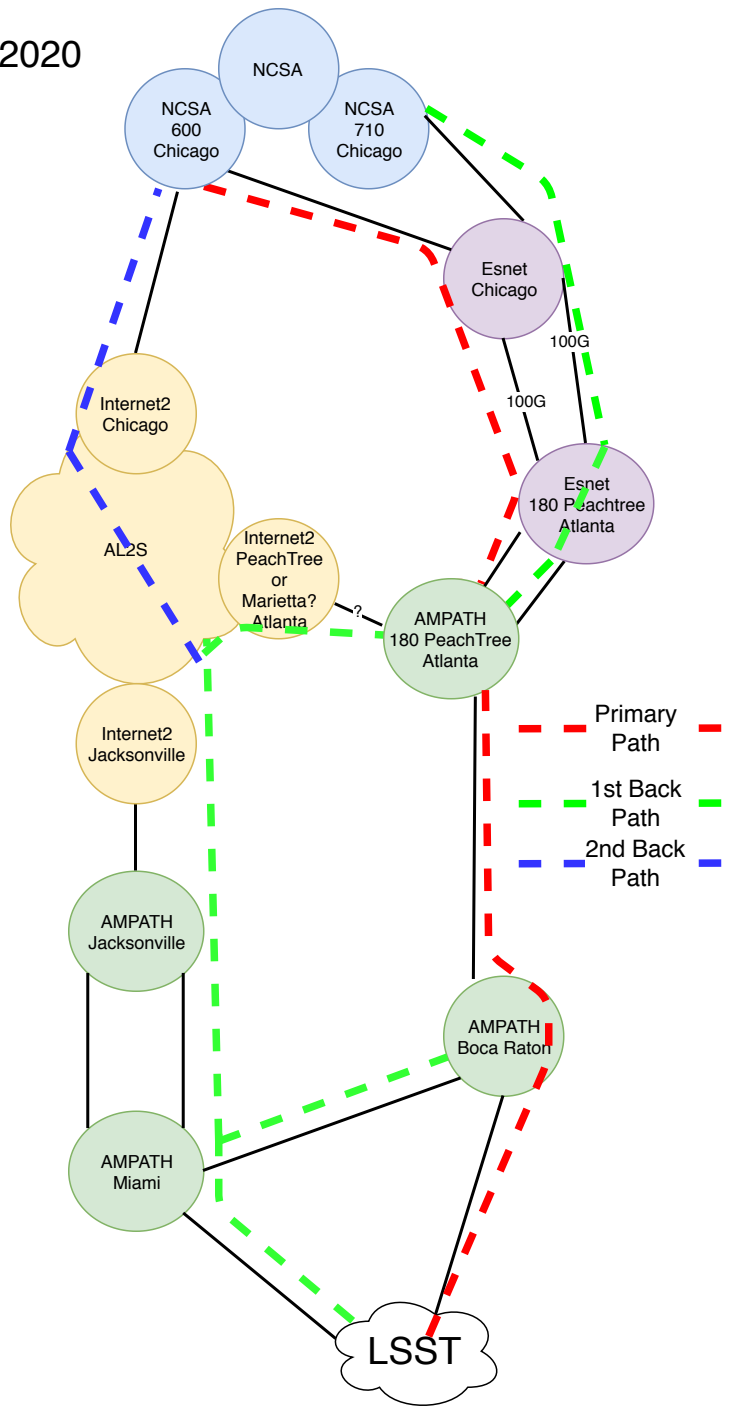 2020
NCSA
NCSA
600
Chicago
NCSA
710
Chicago
Esnet
Chicago
100G
100G
Internet2
Chicago
Esnet
180 Peachtree
Atlanta
AL2S
Internet2
PeachTree
or
Marietta?
Atlanta
?
AMPATH
180 PeachTree
Atlanta
Internet2
Jacksonville
Primary
Path
1st Back
Path
2nd Back
Path
AMPATH
Jacksonville
AMPATH
Boca Raton
AMPATH
Miami
LSST